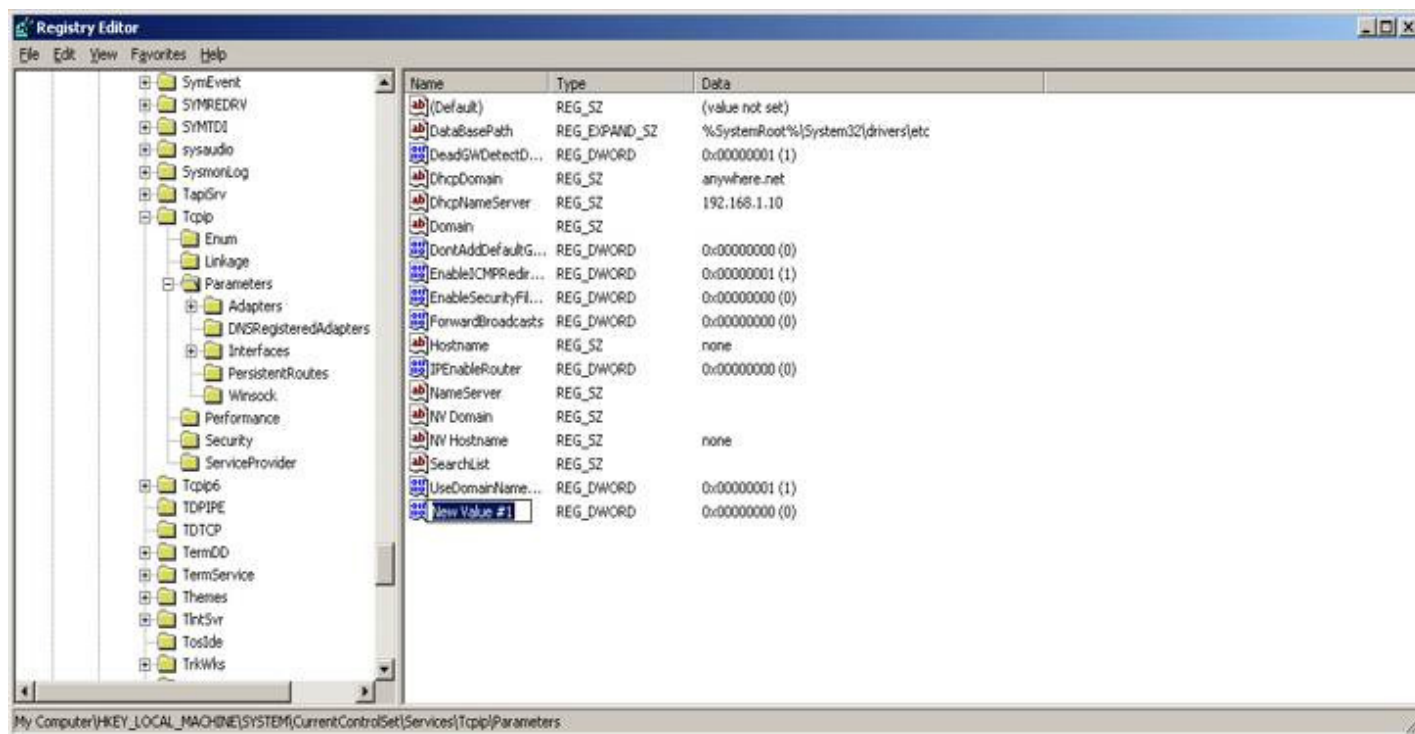 Registry Editor
File Edit View Favorites Help
SymEvent
SYMREDRV
SYMTDI
sysaudio
SysmonLog
TapiSrv
Tcpip
Enum
Linkage
Parameters
Adapters
DNSRegisteredAdapters
Interfaces
PersistentRoutes
Winsock
Performance
Security
ServiceProvider
Tcpip6
TDPIPE
TDTCP
TermDD
TermService
Themes
TlntSvr
TosIde
TrkWks
Name Type Data
(Default) REG_SZ (value not set)
DataBasePath REG_EXPAND_SZ %SystemRoot%\System32\drivers\etc
DeadGWDetectD... REG_DWORD 0x00000001 (1)
DhcpDomain REG_SZ anywhere.net
DhcpNameServer REG_SZ 192.168.1.10
Domain REG_SZ
DontAddDefaultG... REG_DWORD 0x00000000 (0)
EnableICMPRedir... REG_DWORD 0x00000001 (1)
EnableSecurityFil... REG_DWORD 0x00000000 (0)
ForwardBroadcasts REG_DWORD 0x00000000 (0)
Hostname REG_SZ none
IPEnableRouter REG_DWORD 0x00000000 (0)
NameServer REG_SZ
NV Domain REG_SZ
NV Hostname REG_SZ none
SearchList REG_SZ
UseDomainName... REG_DWORD 0x00000001 (1)
New Value #1 REG_DWORD 0x00000000 (0)
My Computer\HKEY_LOCAL_MACHINE\SYSTEM\CurrentControlSet\Services\Tcpip\Parameters